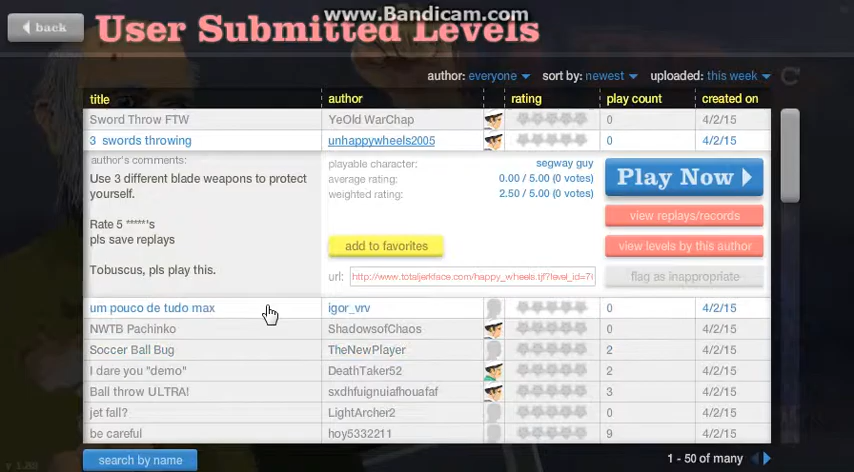 www.Bandicam.com
back
User Submitted Levels
author: everyone sort by: newest uploaded: this week
title author rating play count created on
Sword Throw FTW YeOld WarChap 0 4/2/15
3 swords throwing unhappywheels2005 0 4/2/15
author's comments:
Use 3 different blade weapons to protect
yourself.
Rate 5 *****'s
pls save replays
Tobuscus, pls play this.
playable character: segway guy
average rating: 0.00 / 5.00 (0 votes)
weighted rating: 2.50 / 5.00 (0 votes)
add to favorites
url: http://www.totaljerkface.com/happy_wheels.tjf?level_id=7
Play Now
view replays/records
view levels by this author
flag as inappropriate
um pouco de tudo max igor_vrv 0 4/2/15
NWTB Pachinko ShadowsofChaos 0 4/2/15
Soccer Ball Bug TheNewPlayer 2 4/2/15
I dare you "demo" DeathTaker52 2 4/2/15
Ball throw ULTRA! sxdhfuignuiafhouafaf 3 4/2/15
jet fall? LightArcher2 0 4/2/15
be careful hoy5332211 9 4/2/15
search by name
1 - 50 of many